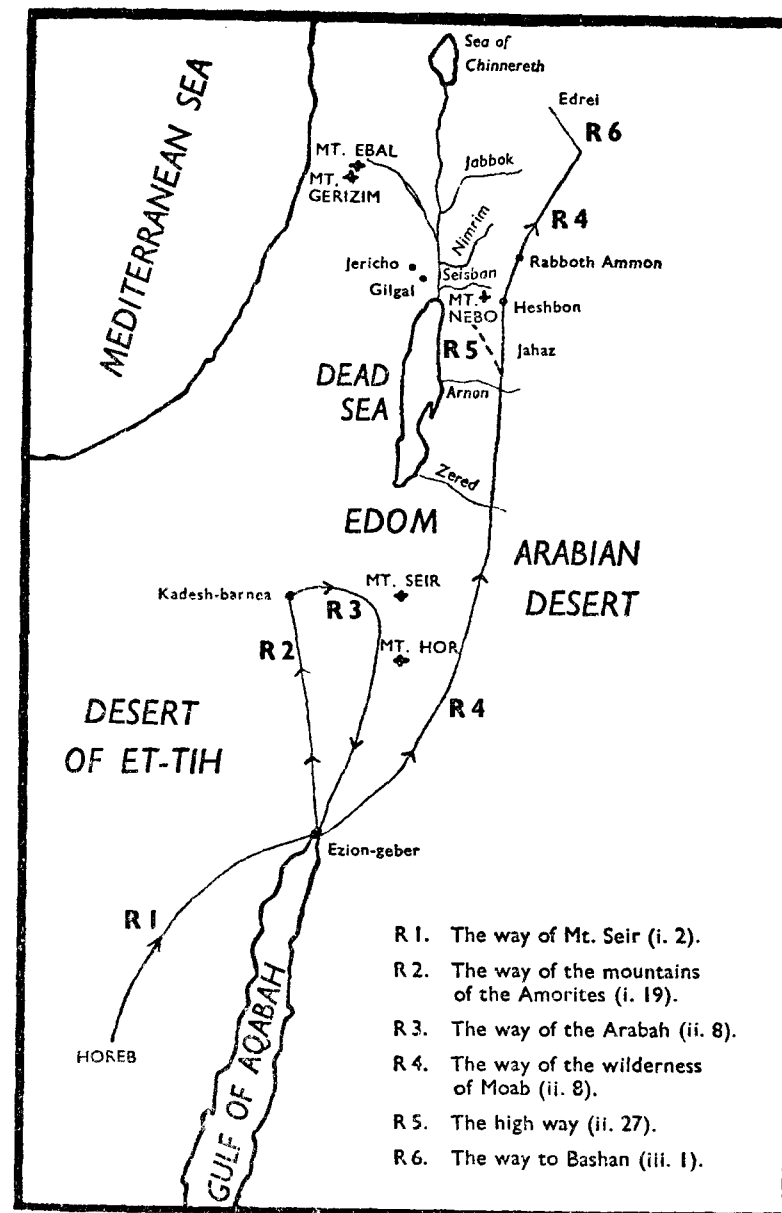 Sea of
Chinnereth
MEDITERRANEAN SEA
Edrei
R 6
MT. EBAL
MT.
GERIZIM
Jabbok
Nimrim
R 4
Jericho
Gilgal
Seisban
Rabboth Ammon
MT.
NEBO
Heshbon
R 5
Jahaz
DEAD
SEA
Arnon
Zered
EDOM
ARABIAN
DESERT
Kadesh-barnea
MT. SEIR
R 3
R 2
MT. HOR
R 4
DESERT
OF ET-TIH
Ezion-geber
R 1
HOREB
GULF OF AQABAH
R 1. The way of Mt. Seir (i. 2).
R 2. The way of the mountains
of the Amorites (i. 19).
R 3. The way of the Arabah (ii. 8).
R 4. The way of the wilderness
of Moab (ii. 8).
R 5. The high way (ii. 27).
R 6. The way to Bashan (iii. 1).